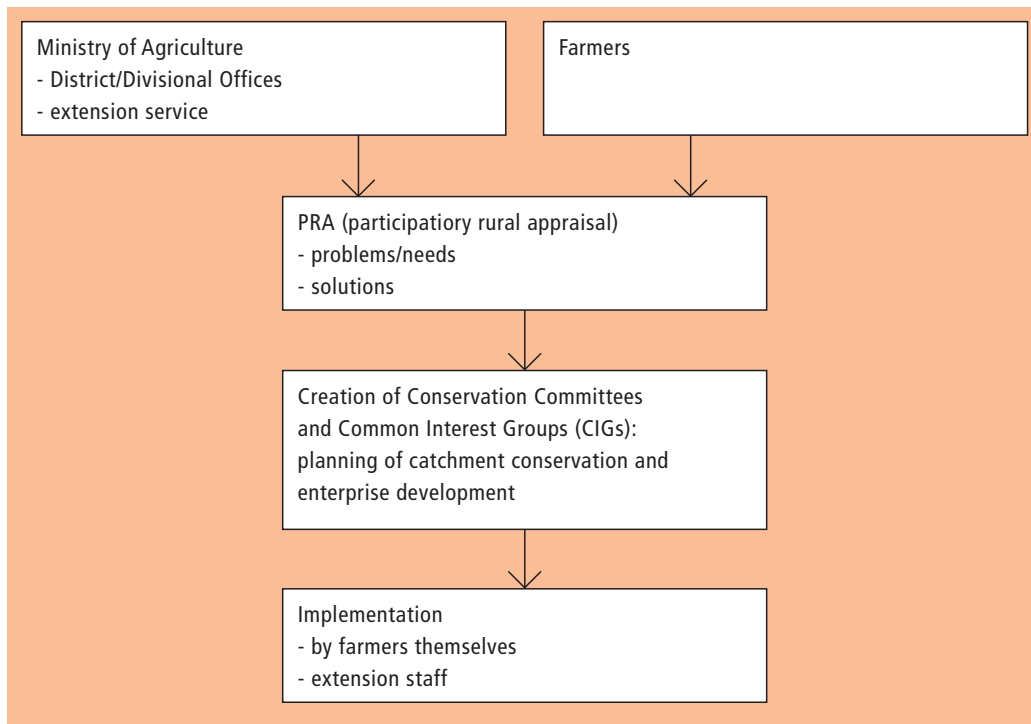 Ministry of Agriculture
- District/Divisional Offices
- extension service
Farmers
PRA (participatiory rural appraisal)
- problems/needs
- solutions
Creation of Conservation Committees
and Common Interest Groups (CIGs):
planning of catchment conservation and
enterprise development
Implementation
- by farmers themselves
- extension staff